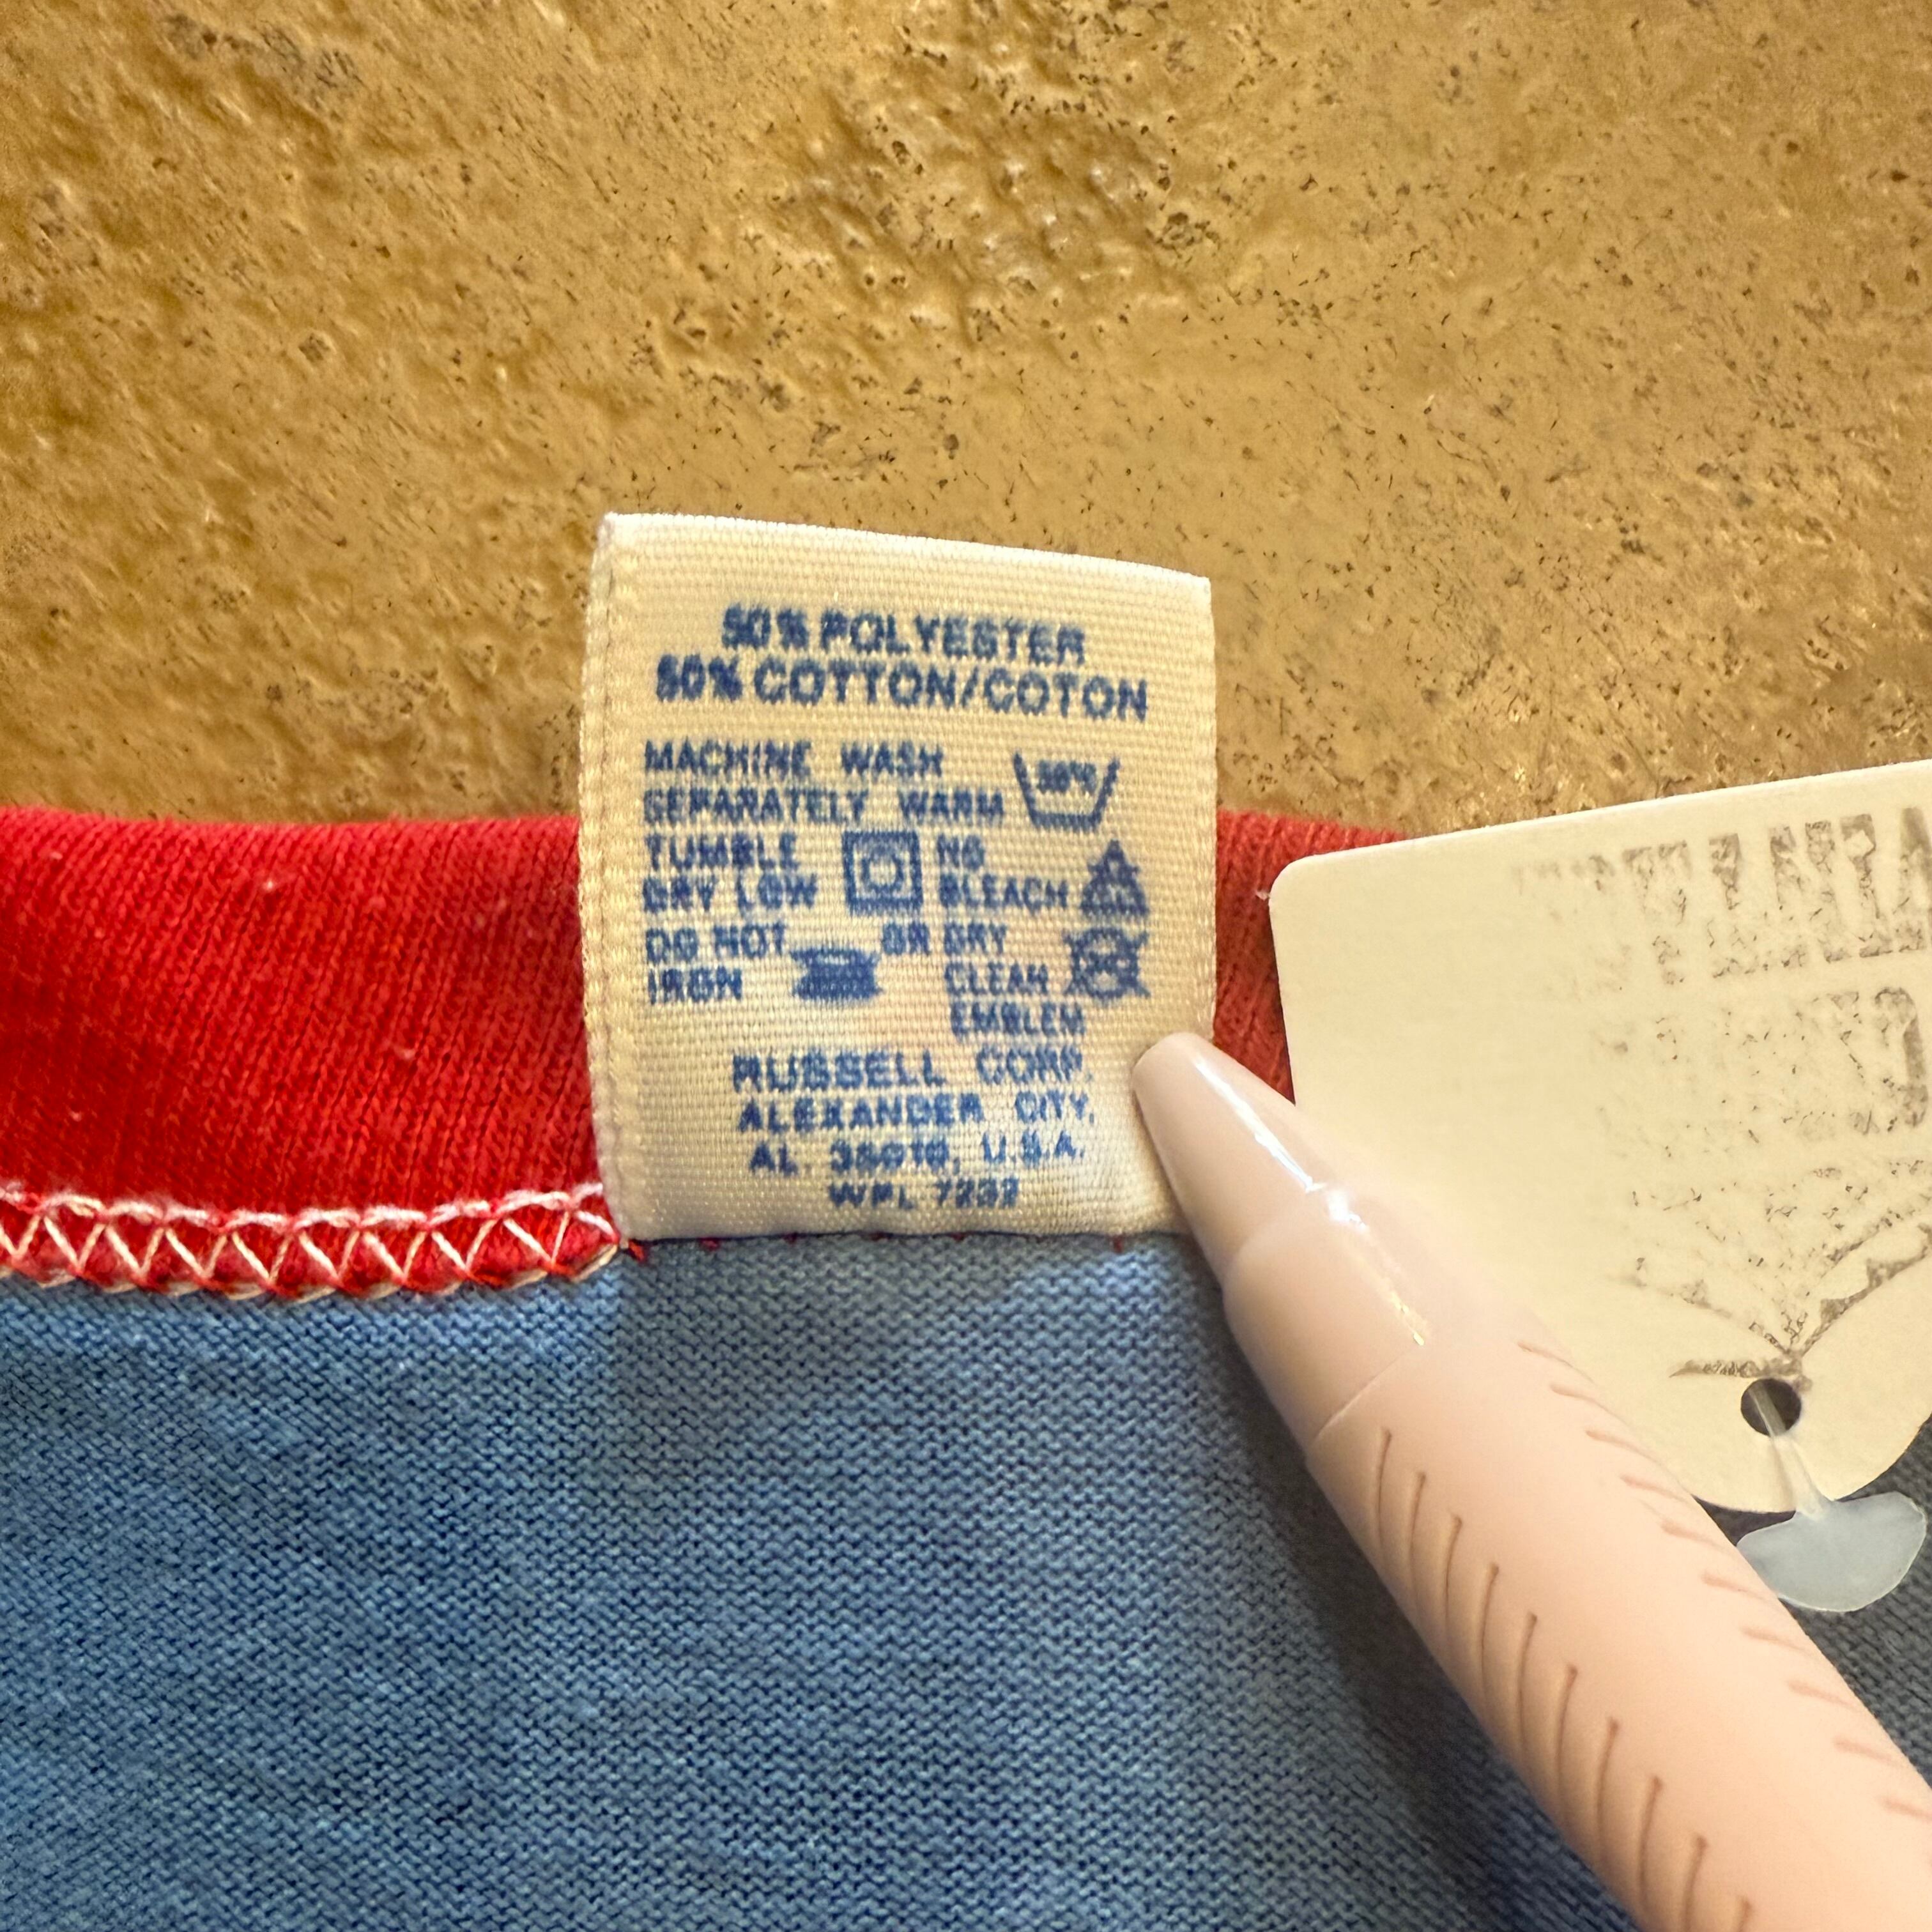 50% POLYESTER
50% COTTON/COTON
MACHINE WASH
SEPARATELY WARM
TUMBLE
DRY LOW
NO
BLEACH
DO NOT
IRON
OR DRY
CLEAN
EMBLEM
RUSSELL CORP.
ALEXANDER CITY,
AL. 35010, U.S.A.
WPL 7232